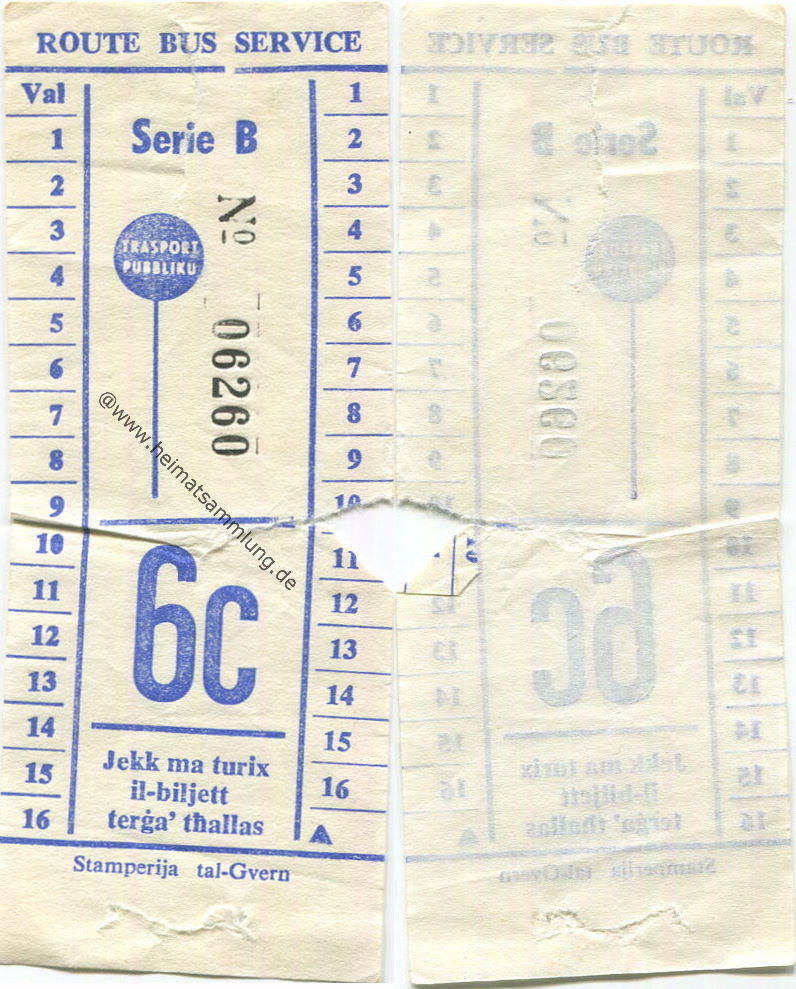 ROUTE BUS SERVICE
Val 1
1 2
2 3
3 4
4 5
5 6
6 7
7 8
8 9
9 10
10 11
11 12
12 13
13 14
14 15
15 16
16 A
Serie B
Nº 06260
TRASPORT
PUBBLIKU
6c
Jekk ma turix
il-biljett
terġa' tħallas
Stamperija tal-Gvern
@www.heimatsammlung.de